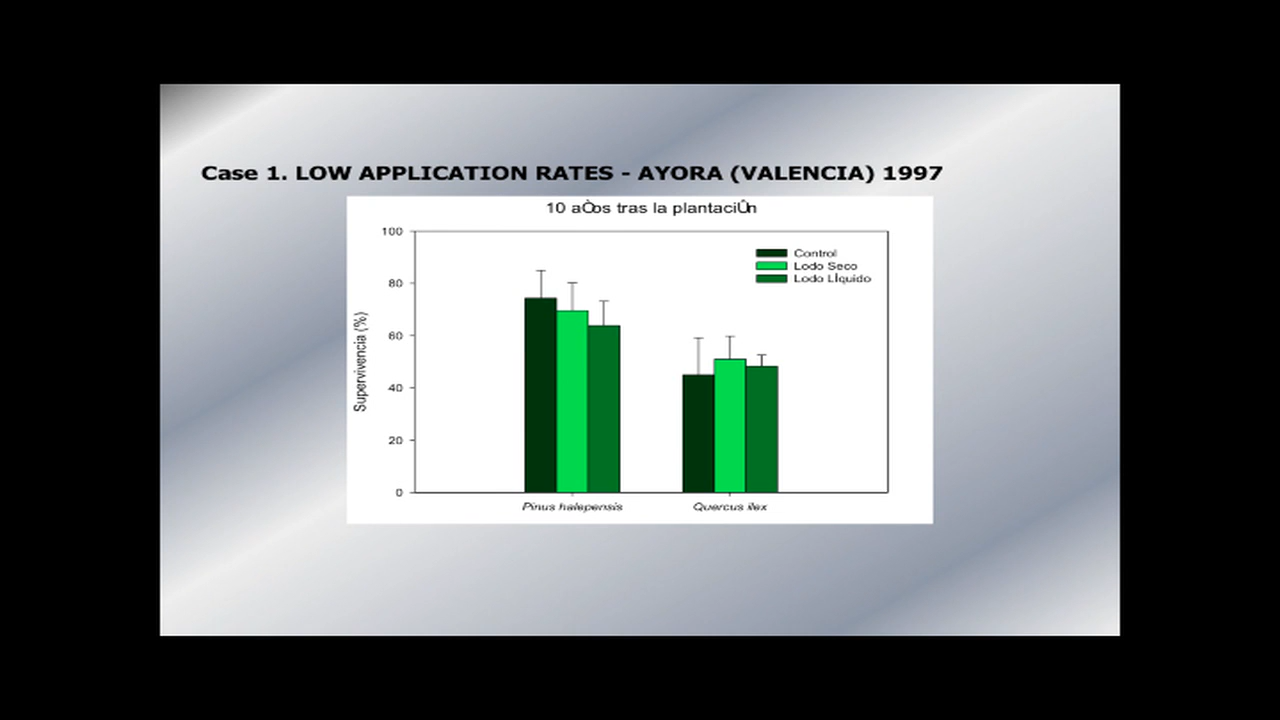 Case 1. LOW APPLICATION RATES - AYORA (VALENCIA) 1997
10 aÒos tras la plantaciÛn
100
80
60
40
20
0
Supervivencia (%)
Control
Lodo Seco
Lodo LÌquido
Pinus halepensis
Quercus ilex